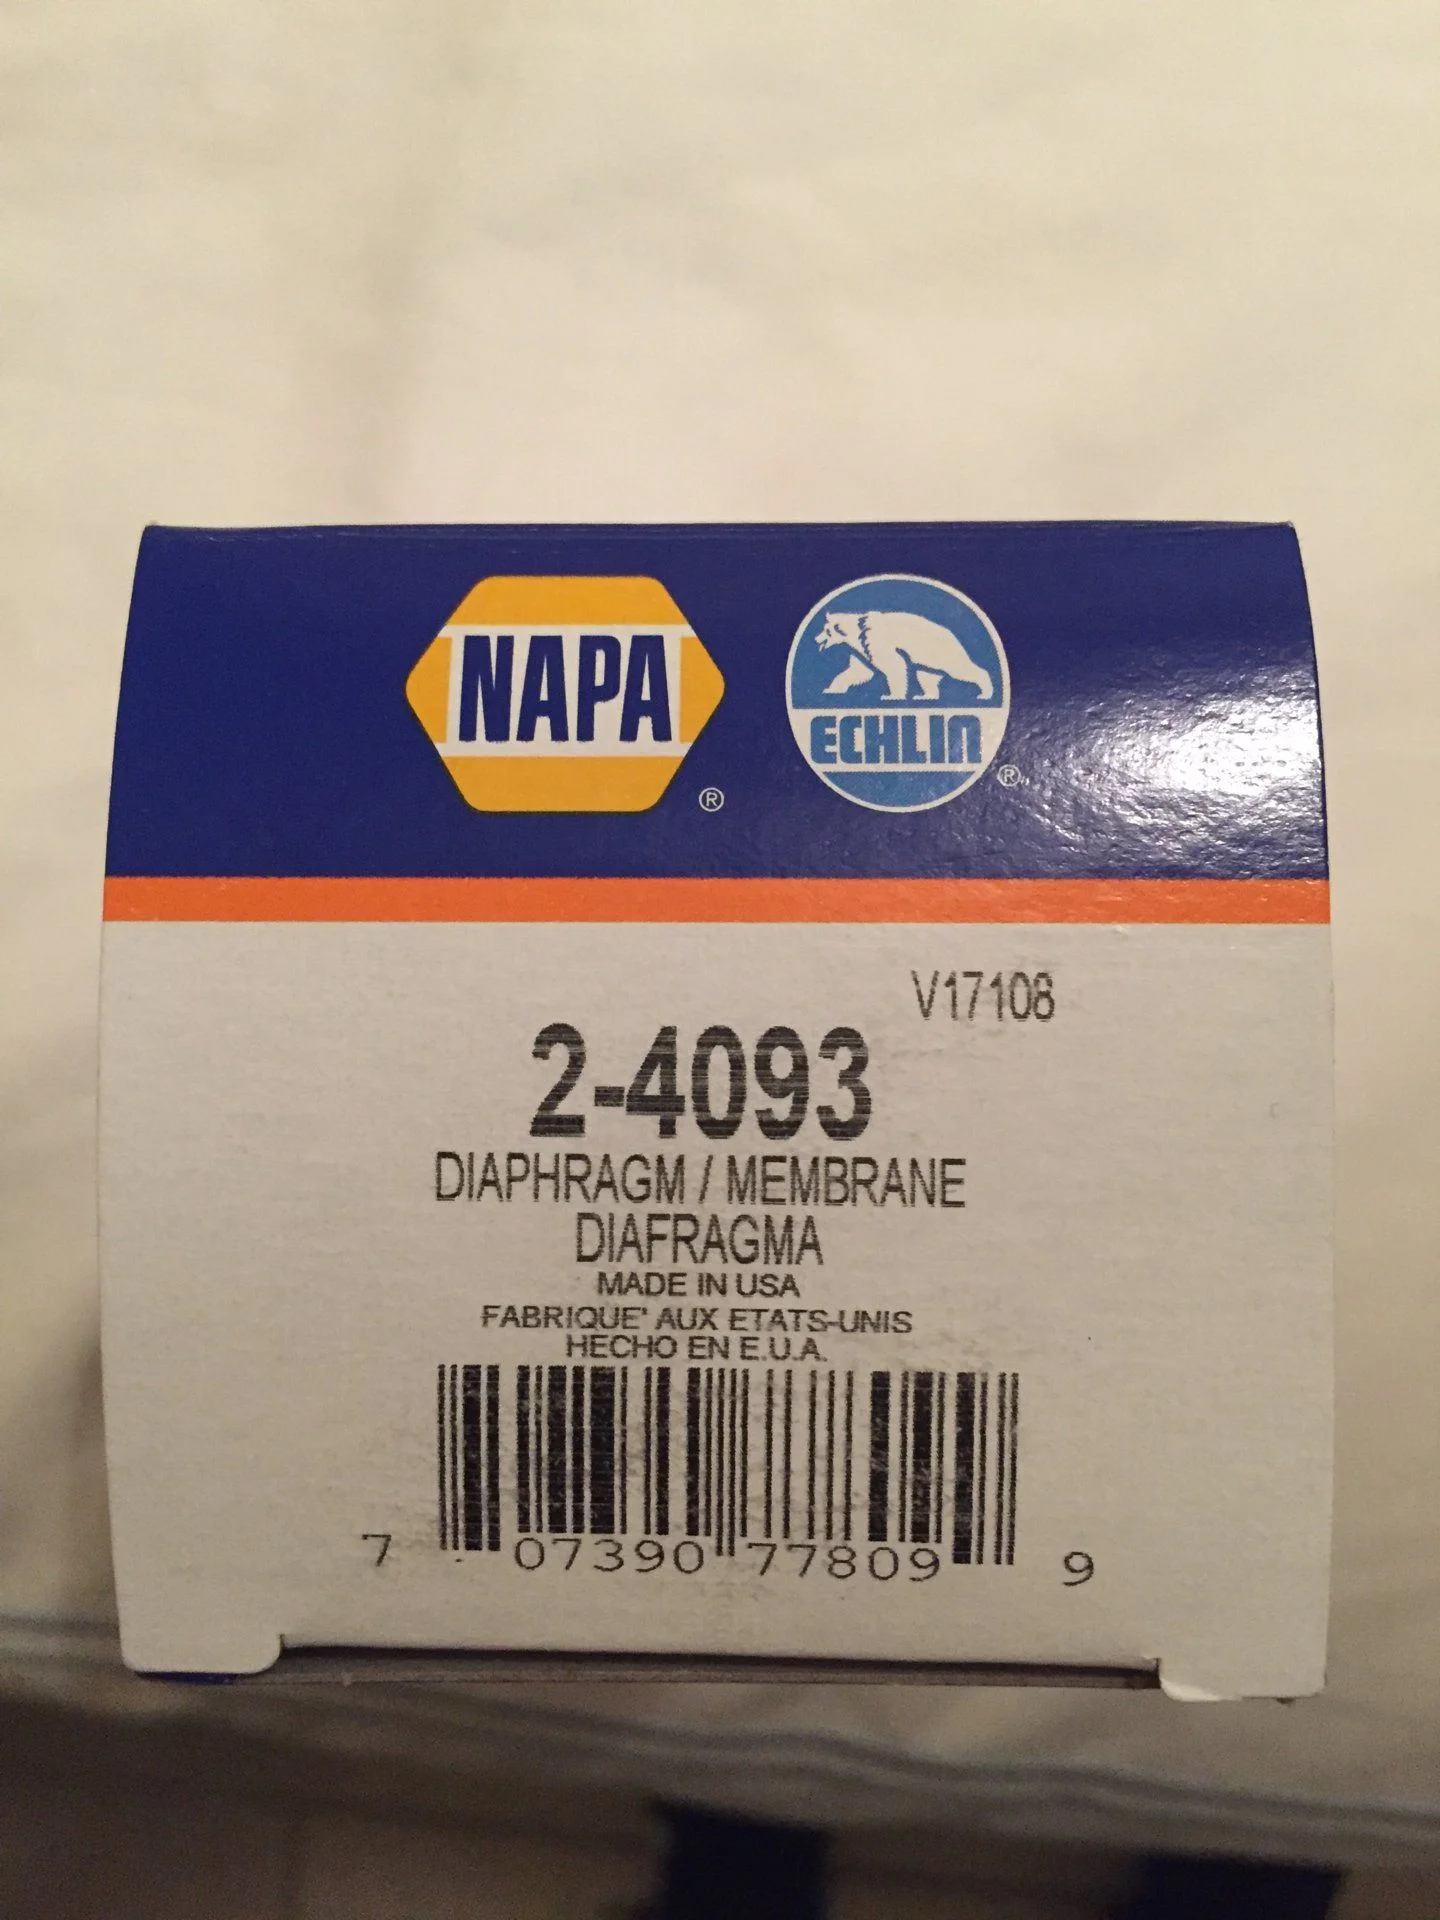 NAPA ®
ECHLIN ®
V17108
2-4093
DIAPHRAGM / MEMBRANE
DIAFRAGMA
MADE IN USA
FABRIQUE' AUX ETATS-UNIS
HECHO EN E.U.A.
7 07390 77809 9